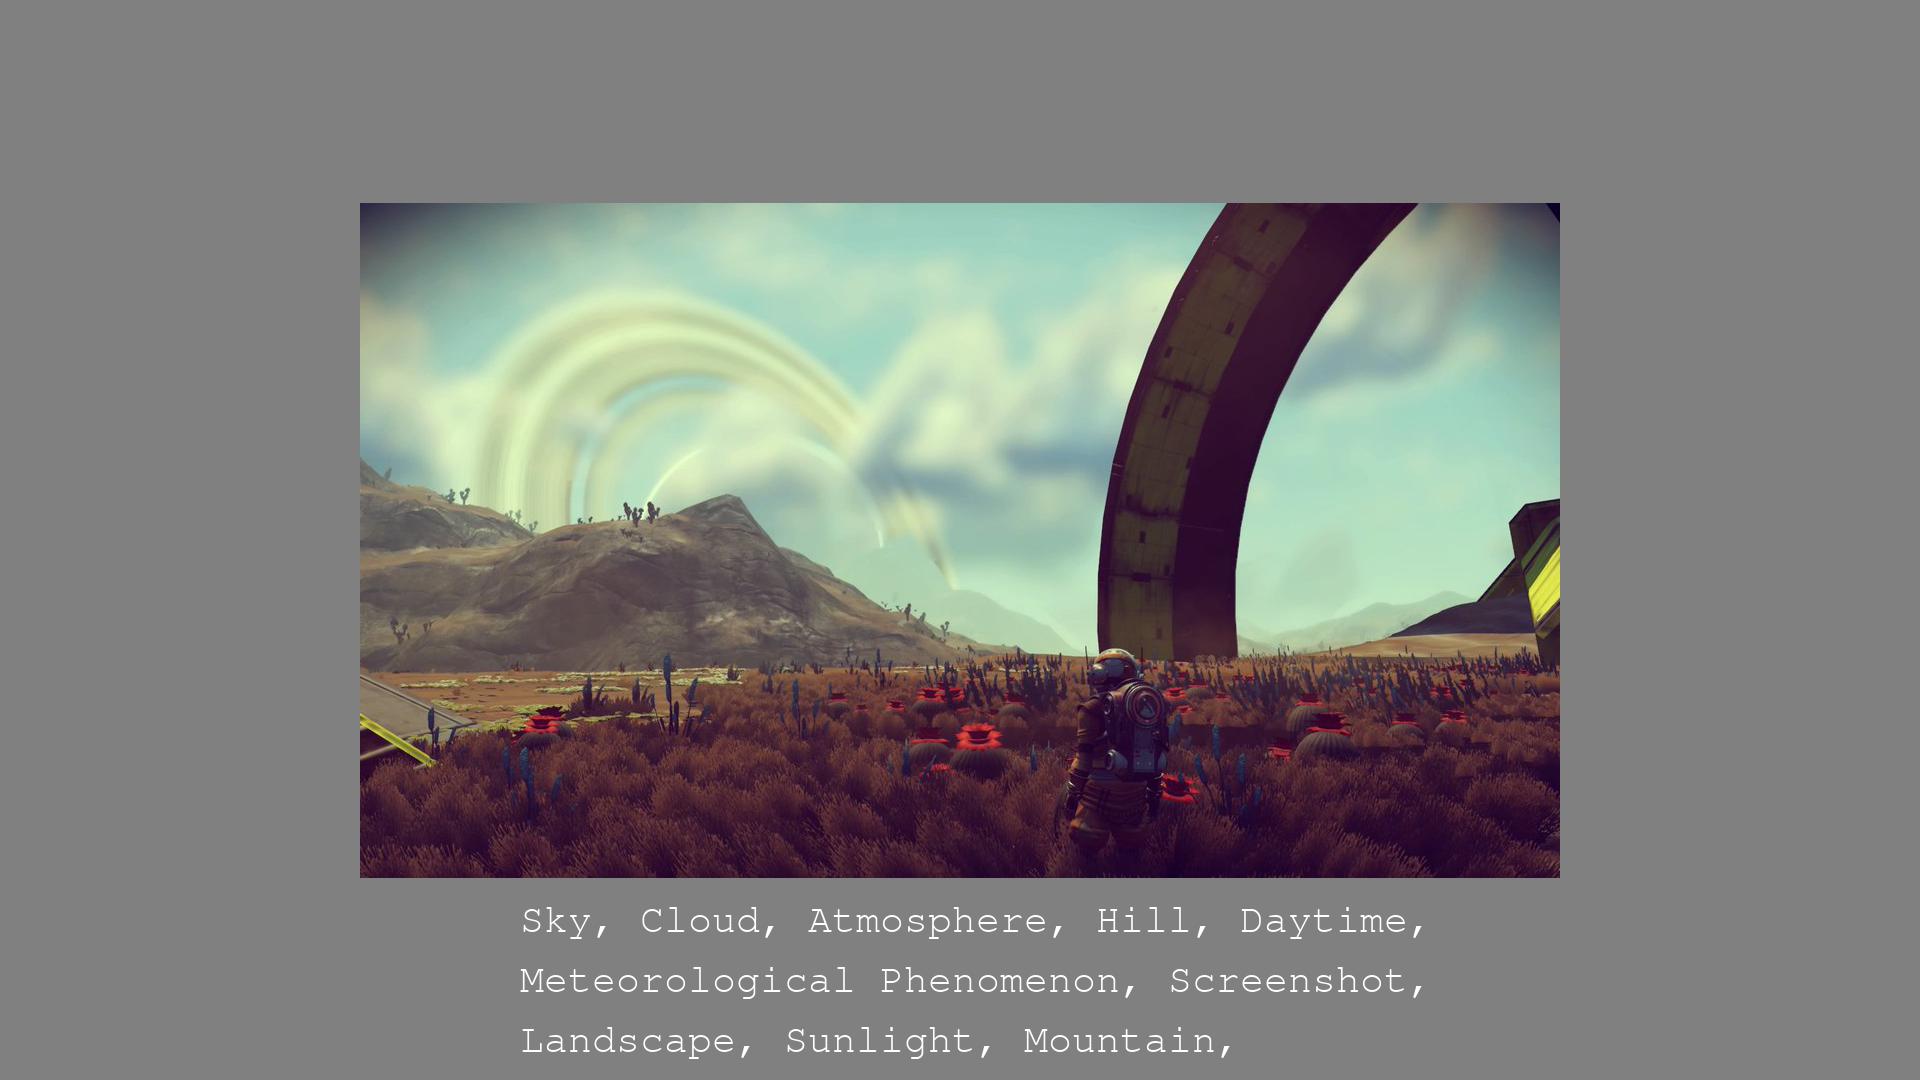 Sky, Cloud, Atmosphere, Hill, Daytime,
Meteorological Phenomenon, Screenshot,
Landscape, Sunlight, Mountain,